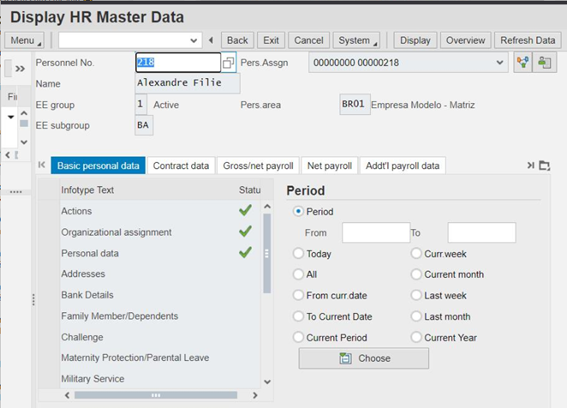 Display HR Master Data
Menu Back Exit Cancel System Display Overview Refresh Data
Personnel No. 218 Pers.Assgn 00000000 00000218
Name Alexandre Filie
EE group 1 Active Pers.area BR01 Empresa Modelo - Matriz
EE subgroup BA
Basic personal data Contract data Gross/net payroll Net payroll Addt'l payroll data
Infotype Text Statu
Actions
Organizational assignment
Personal data
Addresses
Bank Details
Family Member/Dependents
Challenge
Maternity Protection/Parental Leave
Military Service
Period
Period
From To
Today Curr.week
All Current month
From curr.date Last week
To Current Date Last month
Current Period Current Year
Choose